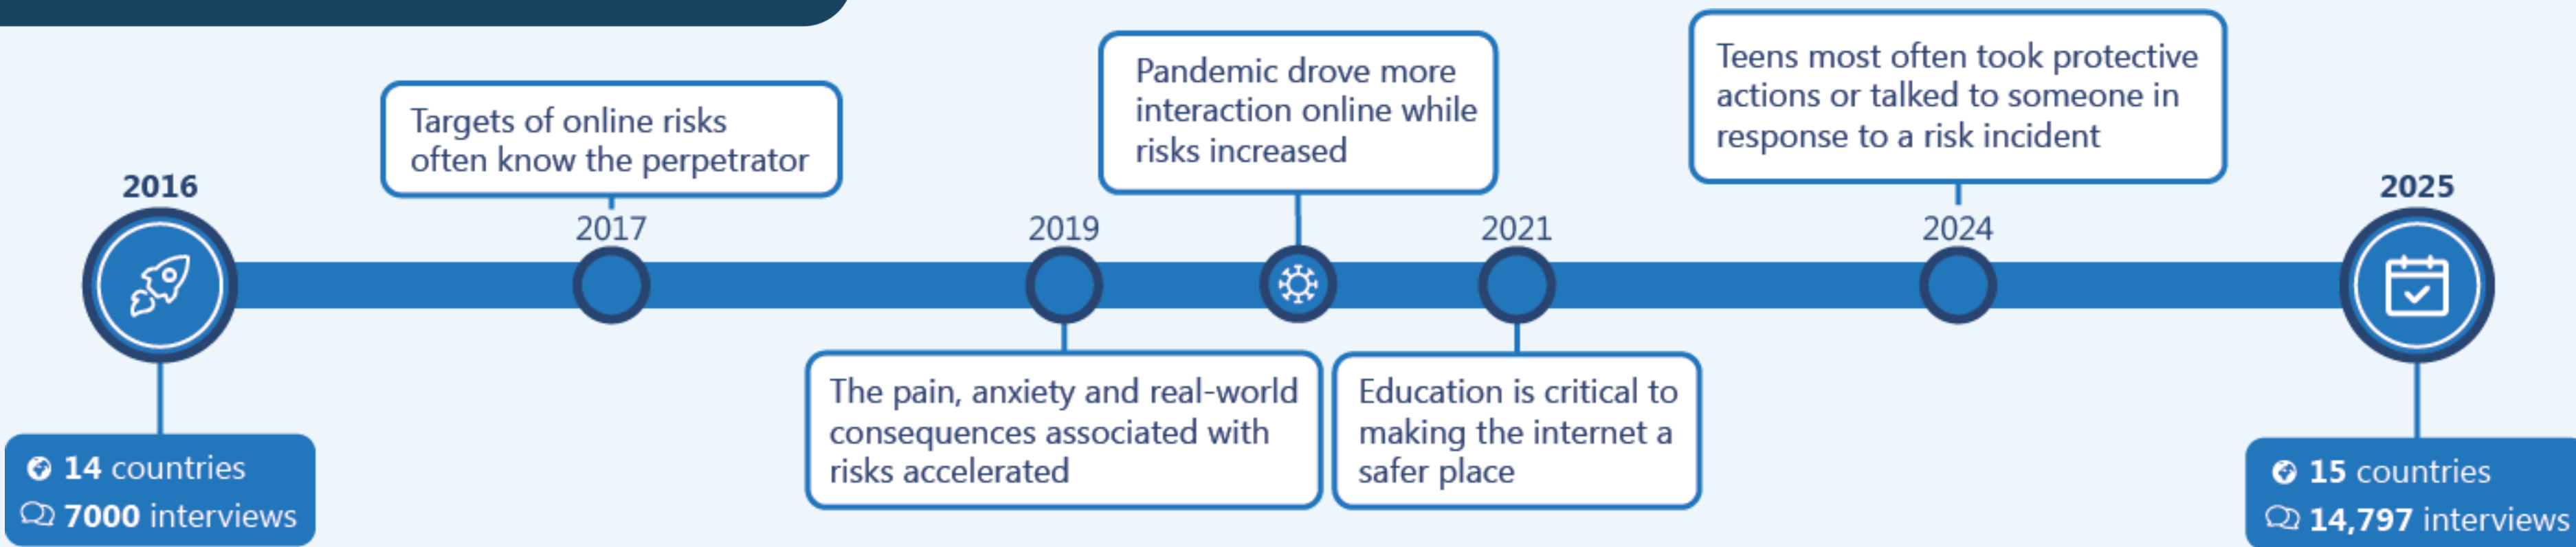 2016
14 countries
7000 interviews
Targets of online risks
often know the perpetrator
2017
2019
The pain, anxiety and real-world
consequences associated with
risks accelerated
Pandemic drove more
interaction online while
risks increased
2021
Education is critical to
making the internet a
safer place
Teens most often took protective
actions or talked to someone in
response to a risk incident
2024
2025
15 countries
14,797 interviews